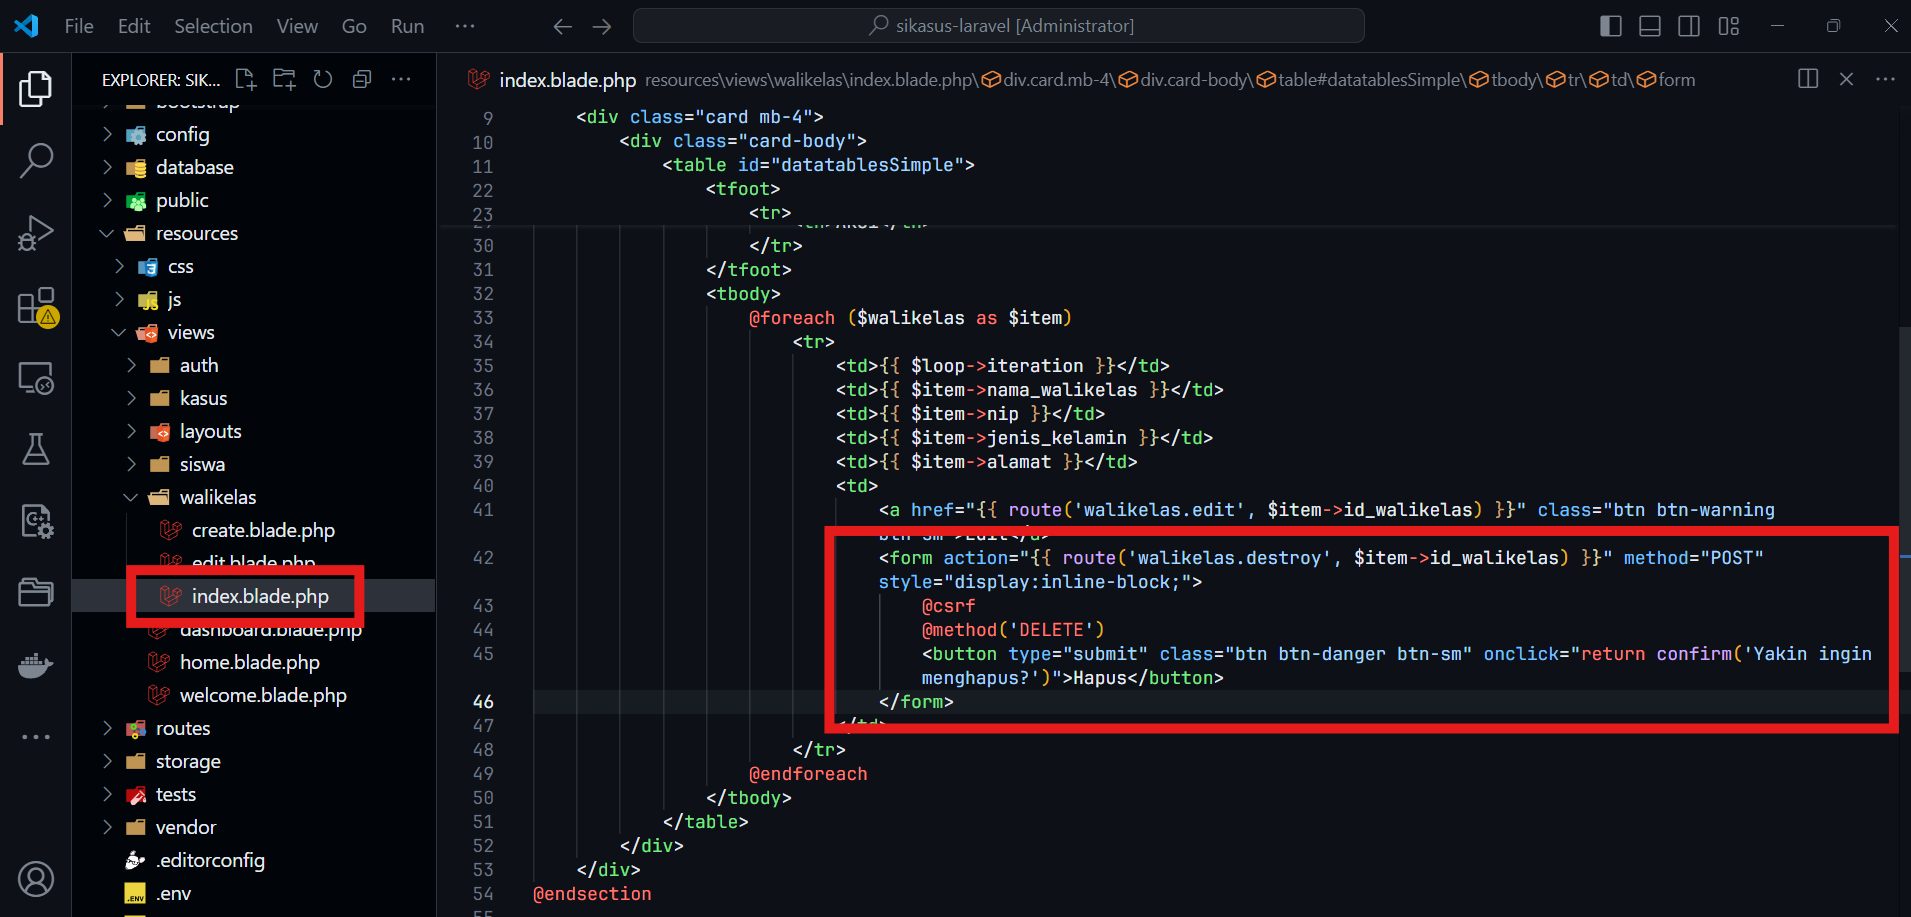 File Edit Selection View Go Run ···
sikasus-laravel [Administrator]
EXPLORER: SIK...
bootstrap
config
database
public
resources
css
js
views
auth
kasus
layouts
siswa
walikelas
create.blade.php
edit.blade.php
index.blade.php
dashboard.blade.php
home.blade.php
welcome.blade.php
routes
storage
tests
vendor
.editorconfig
.env
index.blade.php resources\views\walikelas\index.blade.php\div.card.mb-4\div.card-body\table#datatablesSimple\tbody\tr\td\form
9 <div class="card mb-4">
10 <div class="card-body">
11 <table id="datatablesSimple">
22 <tfoot>
23 <tr>
29 <th>Aksi</th>
30 </tr>
31 </tfoot>
32 <tbody>
33 @foreach ($walikelas as $item)
34 <tr>
35 <td>{{ $loop->iteration }}</td>
36 <td>{{ $item->nama_walikelas }}</td>
37 <td>{{ $item->nip }}</td>
38 <td>{{ $item->jenis_kelamin }}</td>
39 <td>{{ $item->alamat }}</td>
40 <td>
41 <a href="{{ route('walikelas.edit', $item->id_walikelas) }}" class="btn btn-warning
btn-sm">Edit</a>
42 <form action="{{ route('walikelas.destroy', $item->id_walikelas) }}" method="POST"
style="display:inline-block;">
43 @csrf
44 @method('DELETE')
45 <button type="submit" class="btn btn-danger btn-sm" onclick="return confirm('Yakin ingin
menghapus?')">Hapus</button>
46 </form>
47 </td>
48 </tr>
49 @endforeach
50 </tbody>
51 </table>
52 </div>
53 </div>
54 @endsection
55